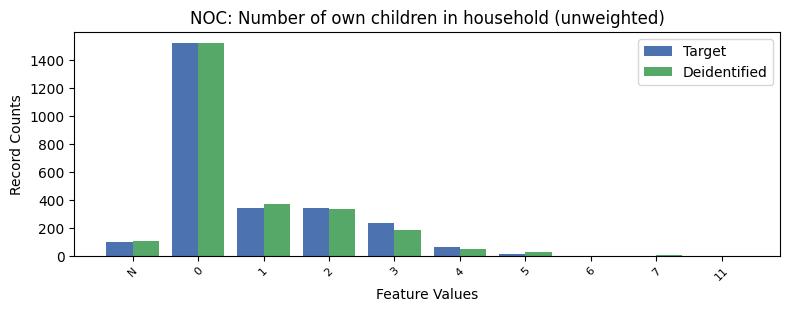 NOC: Number of own children in household (unweighted)
Target
Deidentified
Record Counts
1400
1200
1000
800
600
400
200
0
N 0 1 2 3 4 5 6 7 11
Feature Values